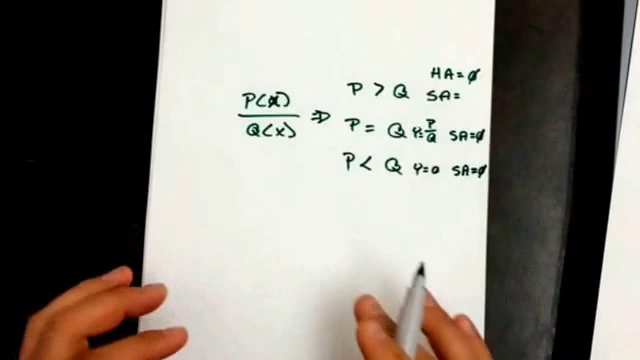 HA=∅
P > Q SA=
P(x)
Q(x) ⇒ P = Q Y=P/Q SA=∅
P < Q Y=0 SA=∅